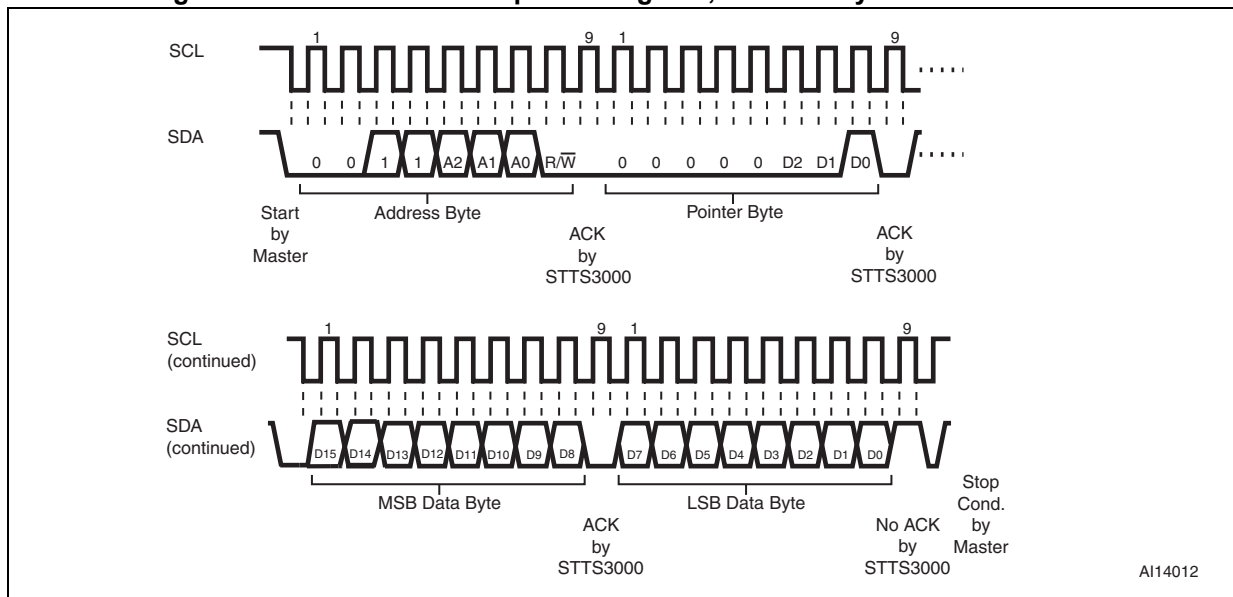 SCL
1 9 1 9
SDA
0 0 1 1 A2 A1 A0 R/W 0 0 0 0 0 D2 D1 D0
Address Byte Pointer Byte
Start
by
Master
ACK
by
STTS3000
ACK
by
STTS3000
SCL
(continued)
1 9 1 9
SDA
(continued)
D15 D14 D13 D12 D11 D10 D9 D8 D7 D6 D5 D4 D3 D2 D1 D0
MSB Data Byte LSB Data Byte
ACK
by
STTS3000
No ACK
by
STTS3000
Stop
Cond.
by
Master
AI14012